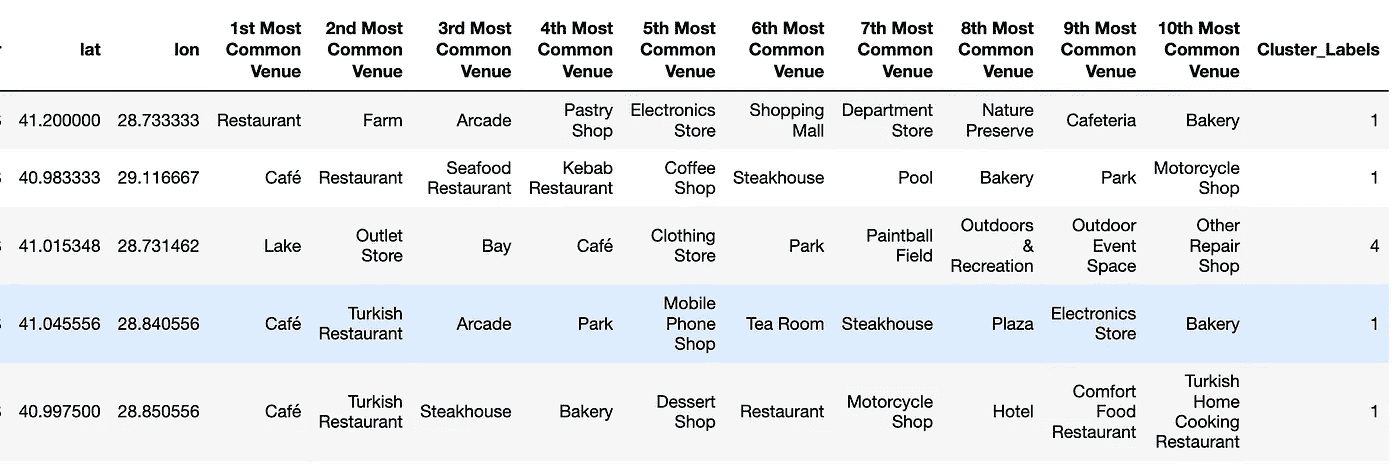 lat lon 1st Most Common Venue 2nd Most Common Venue 3rd Most Common Venue 4th Most Common Venue 5th Most Common Venue 6th Most Common Venue 7th Most Common Venue 8th Most Common Venue 9th Most Common Venue 10th Most Common Venue Cluster_Labels
41.200000 28.733333 Restaurant Farm Arcade Pastry Shop Electronics Store Shopping Mall Department Store Nature Preserve Cafeteria Bakery 1
40.983333 29.116667 Café Restaurant Seafood Restaurant Kebab Restaurant Coffee Shop Steakhouse Pool Bakery Park Motorcycle Shop 1
41.015348 28.731462 Lake Outlet Store Bay Café Clothing Store Park Paintball Field Outdoors & Recreation Outdoor Event Space Other Repair Shop 4
41.045556 28.840556 Café Turkish Restaurant Arcade Park Mobile Phone Shop Tea Room Steakhouse Plaza Electronics Store Bakery 1
40.997500 28.850556 Café Turkish Restaurant Steakhouse Bakery Dessert Shop Restaurant Motorcycle Shop Hotel Comfort Food Restaurant Turkish Home Cooking Restaurant 1